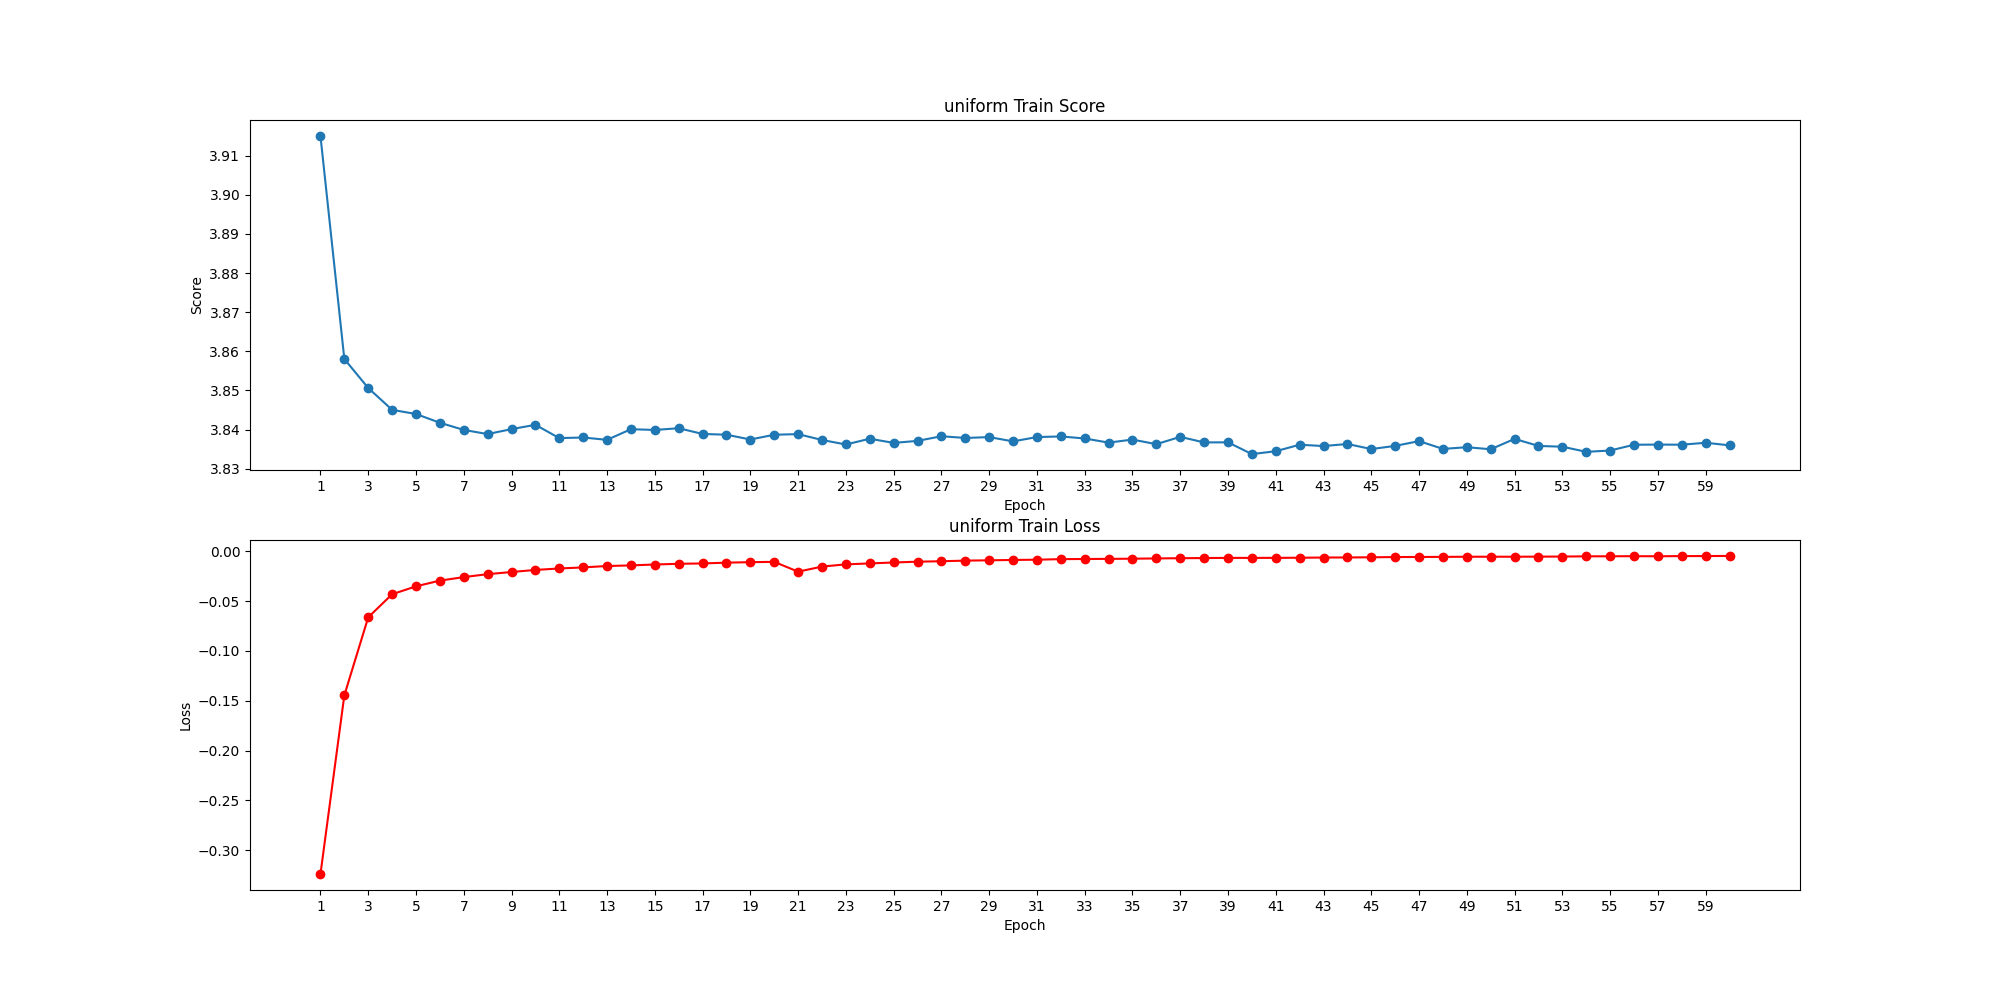 uniform Train Score
3.91
3.90
3.89
3.88
3.87
3.86
3.85
3.84
3.83
Score
1 3 5 7 9 11 13 15 17 19 21 23 25 27 29 31 33 35 37 39 41 43 45 47 49 51 53 55 57 59
Epoch
uniform Train Loss
0.00
−0.05
−0.10
−0.15
−0.20
−0.25
−0.30
Loss
1 3 5 7 9 11 13 15 17 19 21 23 25 27 29 31 33 35 37 39 41 43 45 47 49 51 53 55 57 59
Epoch